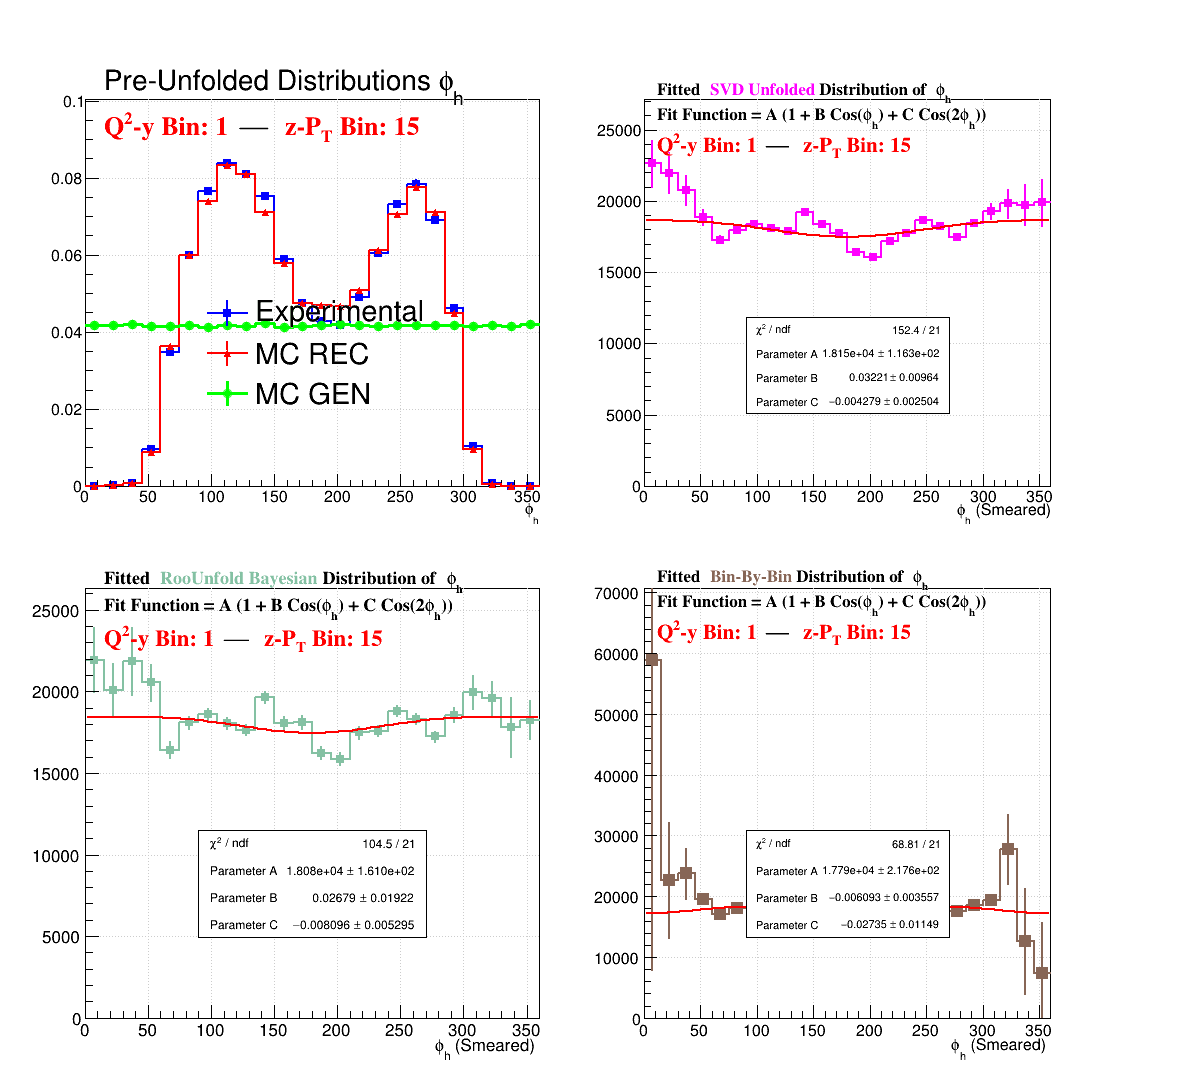 Pre-Unfolded Distributions ϕh
Q2-y Bin: 1 — z-PT Bin: 15
0.1
0.08
0.06
0.04
0.02
0
Experimental
MC REC
MC GEN
50 100 150 200 250 300 350
ϕh
Fitted SVD Unfolded Distribution of ϕh
Fit Function = A (1 + B Cos(ϕh) + C Cos(2ϕh))
Q2-y Bin: 1 — z-PT Bin: 15
25000
20000
15000
10000
5000
0
χ2 / ndf 152.4 / 21
Parameter A 1.815e+04 ± 1.163e+02
Parameter B 0.03221 ± 0.00964
Parameter C −0.004279 ± 0.002504
0 50 100 150 200 250 300 350
ϕh (Smeared)
Fitted RooUnfold Bayesian Distribution of ϕh
Fit Function = A (1 + B Cos(ϕh) + C Cos(2ϕh))
Q2-y Bin: 1 — z-PT Bin: 15
25000
20000
15000
10000
5000
0
χ2 / ndf 104.5 / 21
Parameter A 1.808e+04 ± 1.610e+02
Parameter B 0.02679 ± 0.01922
Parameter C −0.008096 ± 0.005295
0 50 100 150 200 250 300 350
ϕh (Smeared)
Fitted Bin-By-Bin Distribution of ϕh
Fit Function = A (1 + B Cos(ϕh) + C Cos(2ϕh))
Q2-y Bin: 1 — z-PT Bin: 15
70000
60000
50000
40000
30000
20000
10000
0
χ2 / ndf 68.81 / 21
Parameter A 1.779e+04 ± 2.176e+02
Parameter B −0.006093 ± 0.003557
Parameter C −0.02735 ± 0.01149
0 50 100 150 200 250 300 350
ϕh (Smeared)